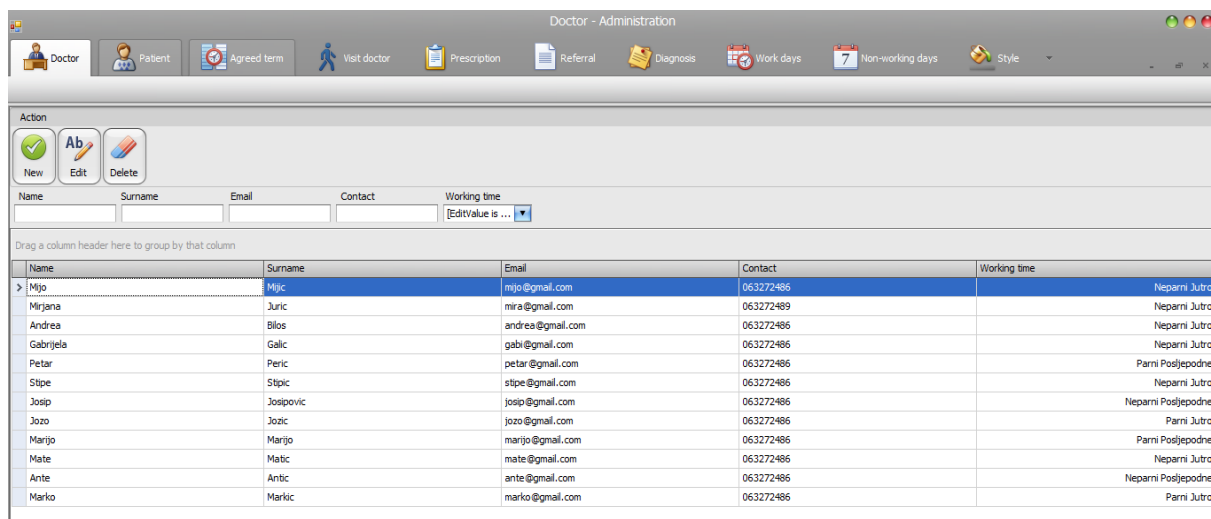 Doctor - Administration
Doctor Patient Agreed term Visit doctor Prescription Referral Diagnosis Work days 7 Non-working days Style
Action
Ab
New Edit Delete
Name Surname Email Contact Working time
[EditValue is ...
Drag a column header here to group by that column
Name Surname Email Contact Working time
Mijo Mijic mijo@gmail.com 063272486 Neparni Jutro
Mirjana Juric mira@gmail.com 063272489 Neparni Jutro
Andrea Bilos andrea@gmail.com 063272486 Neparni Jutro
Gabrijela Galic gabi@gmail.com 063272486 Neparni Jutro
Petar Peric petar@gmail.com 063272486 Parni Posljepodne
Stipe Stipic stipe@gmail.com 063272486 Neparni Jutro
Josip Josipovic josip@gmail.com 063272486 Neparni Posljepodne
Jozo Jozic jozo@gmail.com 063272486 Parni Jutro
Marijo Marijo marijo@gmail.com 063272486 Parni Posljepodne
Mate Matic mate@gmail.com 063272486 Neparni Jutro
Ante Antic ante@gmail.com 063272486 Neparni Posljepodne
Marko Markic marko@gmail.com 063272486 Parni Jutro